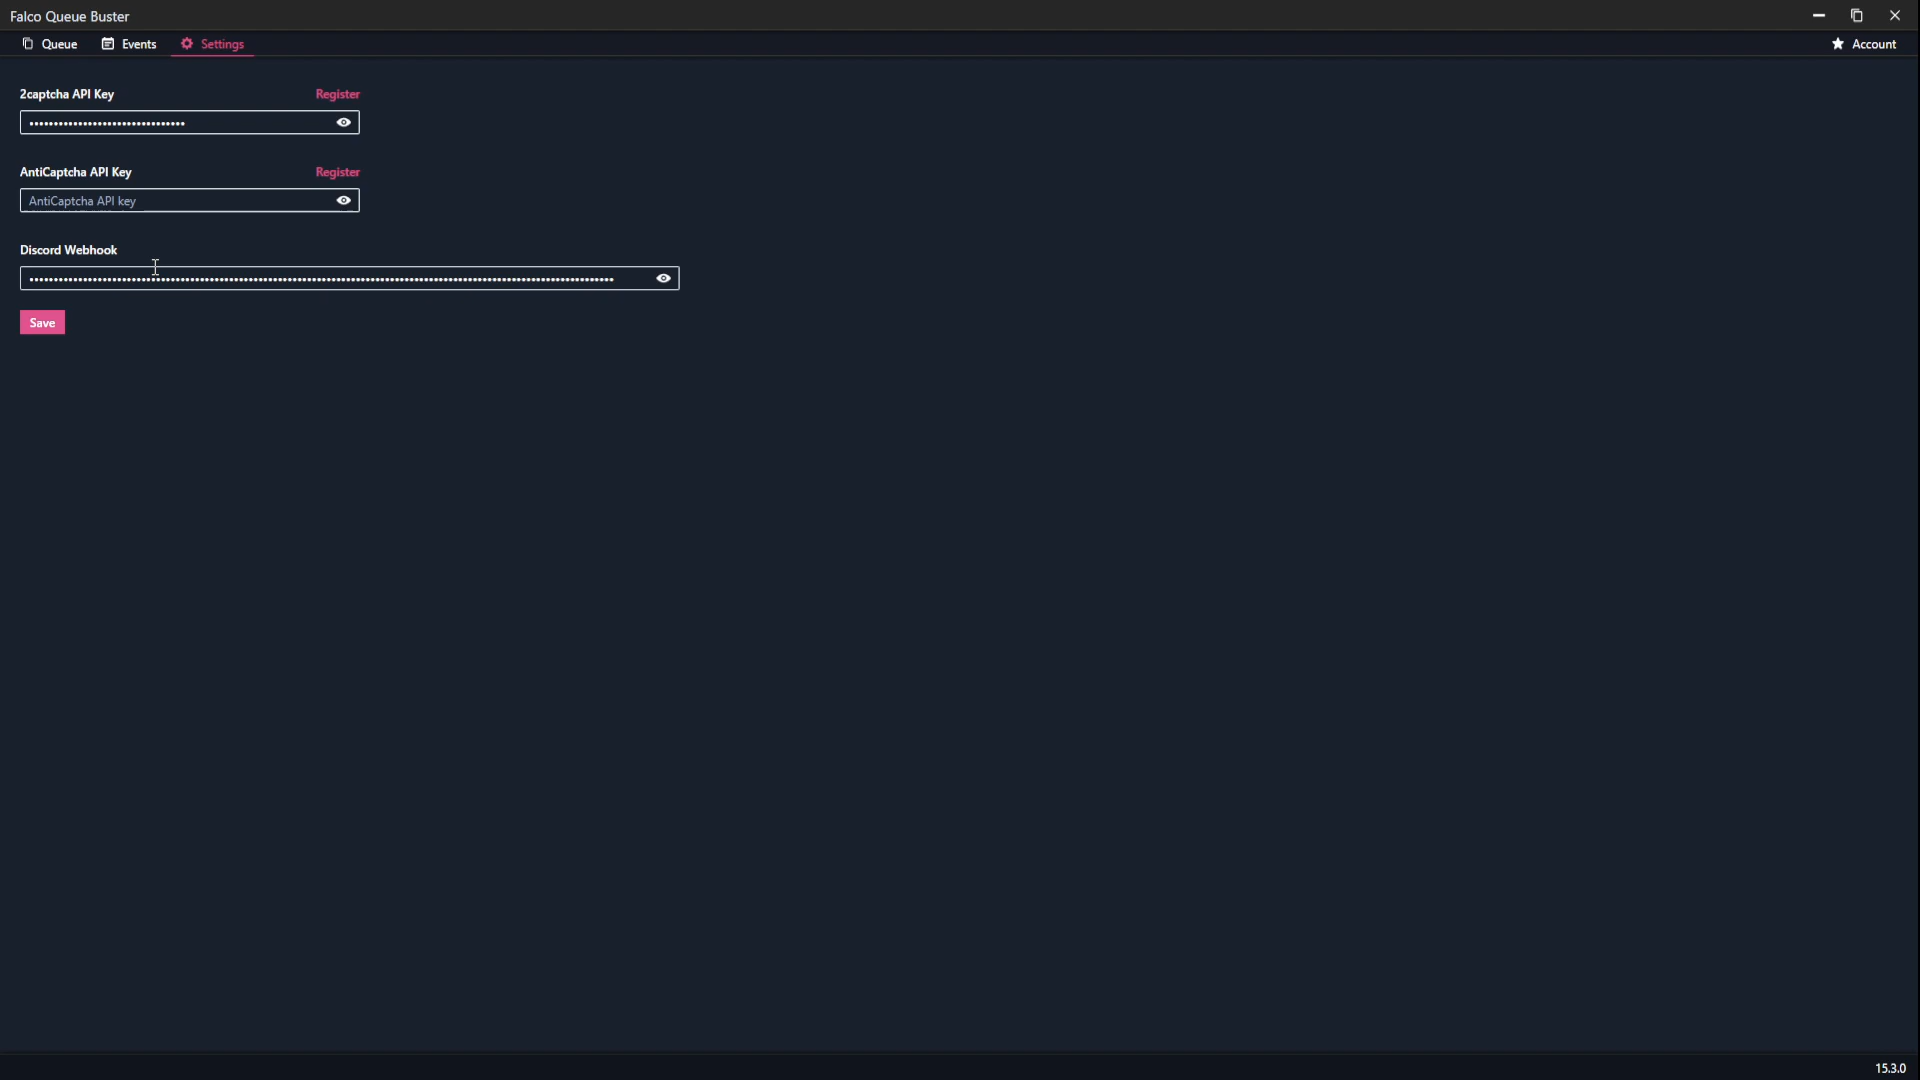 Falco Queue Buster
Queue Events Settings Account
2captcha API Key Register
AntiCaptcha API Key Register
AntiCaptcha API key
Discord Webhook
Save
15.3.0